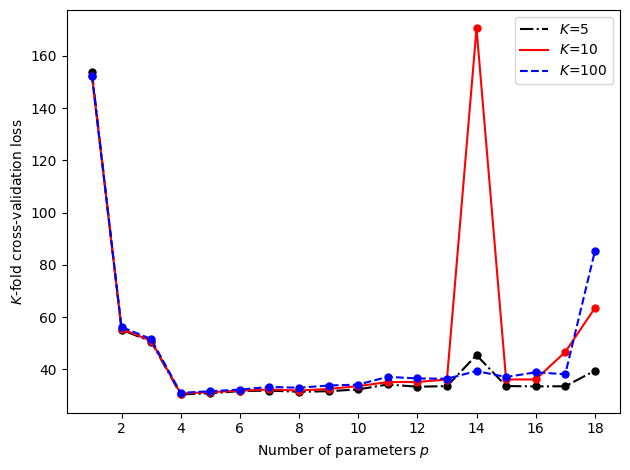 K=5
K=10
K=100
160
140
120
100
80
60
40
K-fold cross-validation loss
2 4 6 8 10 12 14 16 18
Number of parameters p